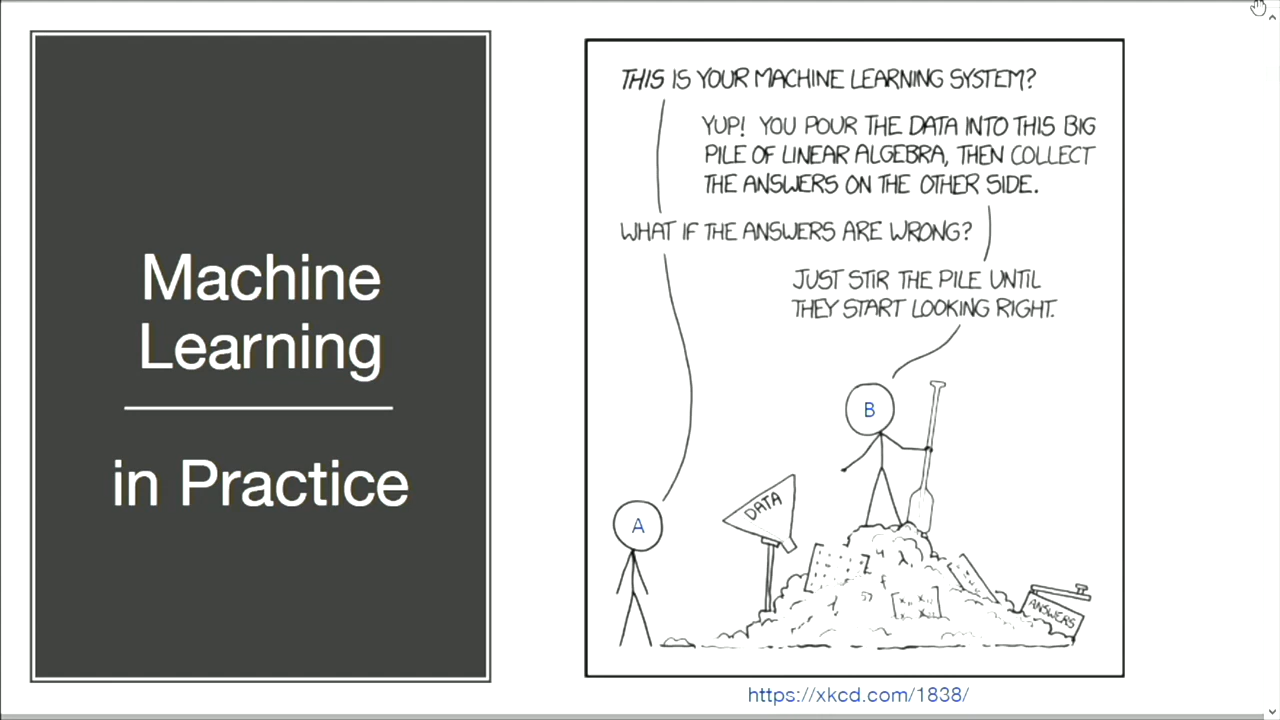 Machine
Learning
in Practice
THIS IS YOUR MACHINE LEARNING SYSTEM?
YUP! YOU POUR THE DATA INTO THIS BIG
PILE OF LINEAR ALGEBRA, THEN COLLECT
THE ANSWERS ON THE OTHER SIDE.
WHAT IF THE ANSWERS ARE WRONG?
JUST STIR THE PILE UNTIL
THEY START LOOKING RIGHT.
B
A
DATA
ANSWERS
https://xkcd.com/1838/